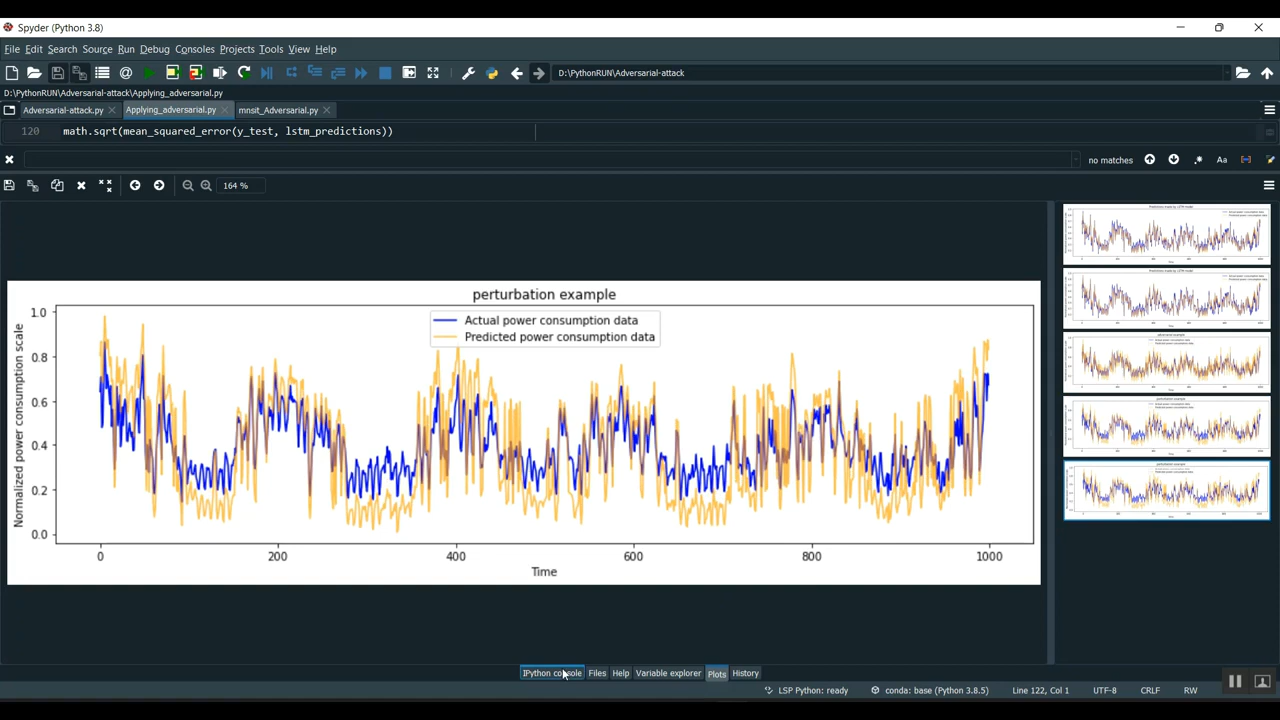 Spyder (Python 3.8)
File Edit Search Source Run Debug Consoles Projects Tools View Help
D:\PythonRUN\Adversarial-attack
D:\PythonRUN\Adversarial-attack\Applying_adversarial.py
Adversarial-attack.py Applying_adversarial.py mnsit_Adversarial.py
120 math.sqrt(mean_squared_error(y_test, lstm_predictions))
no matches Aa
164 %
perturbation example
Actual power consumption data
Predicted power consumption data
Normalized power consumption scale
1.0
0.8
0.6
0.4
0.2
0.0
0 200 400 600 800 1000
Time
IPython console Files Help Variable explorer Plots History
LSP Python: ready conda: base (Python 3.8.5) Line 122, Col 1 UTF-8 CRLF RW